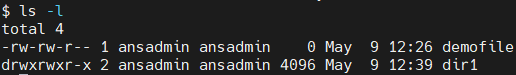 $ ls -l
total 4
-rw-rw-r-- 1 ansadmin ansadmin    0 May  9 12:26 demofile
drwxrwxr-x 2 ansadmin ansadmin 4096 May  9 12:39 dir1